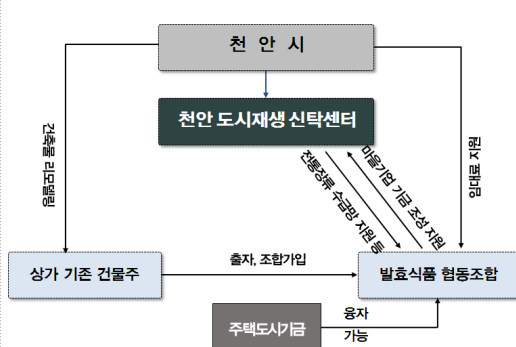 천 안 시
천안 도시재생 신탁센터
건축물 리모델링
전통장류 수급망 지원 등
마을기업 기금 조성 지원
임대료 지원
상가 기존 건물주
출자, 조합가입
발효식품 협동조합
주택도시기금
융자
가능